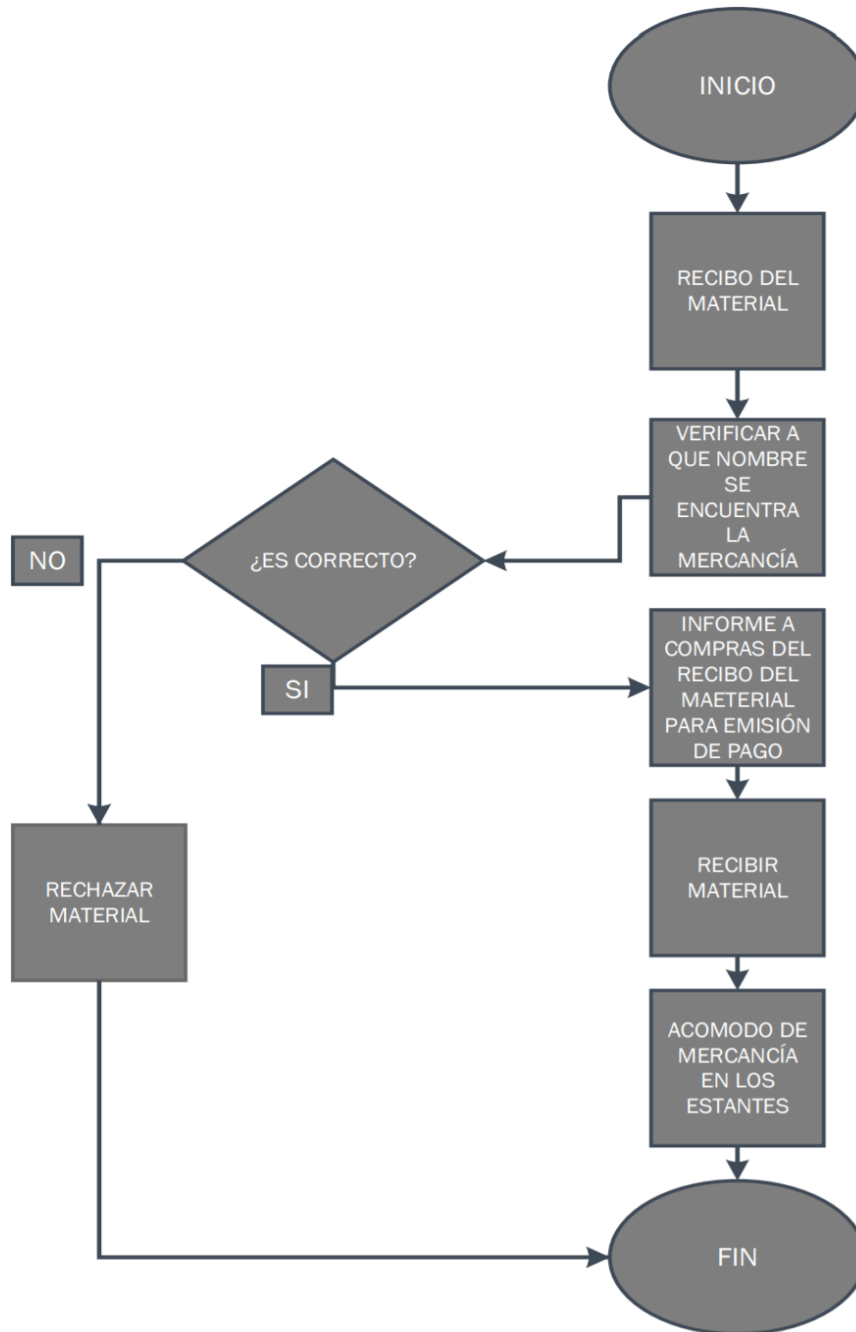 INICIO
RECIBO DEL
MATERIAL
VERIFICAR A
QUE NOMBRE
SE
ENCUENTRA
LA
MERCANCÍA
¿ES CORRECTO?
NO
SI
INFORME A
COMPRAS DEL
RECIBO DEL
MAETERIAL
PARA EMISIÓN
DE PAGO
RECIBIR
MATERIAL
RECHAZAR
MATERIAL
ACOMODO DE
MERCANCÍA
EN LOS
ESTANTES
FIN